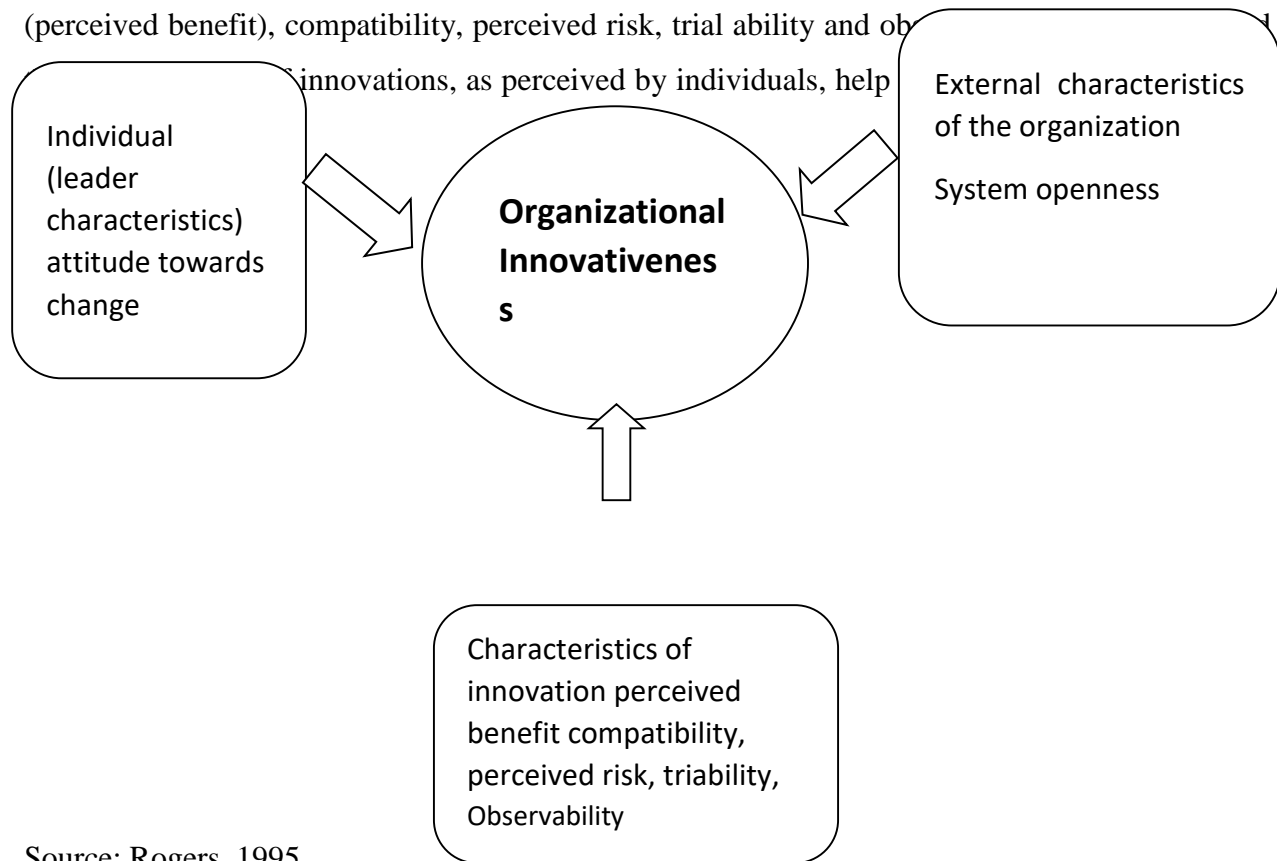 (perceived benefit), compatibility, perceived risk, trial ability and
innovations, as perceived by individuals, help
Individual
(leader
characteristics)
attitude towards
change
Organizational
Innovativenes
s
External characteristics
of the organization
System openness
Characteristics of
innovation perceived
benefit compatibility,
perceived risk, triability,
Observability
Source: Rogers, 1995